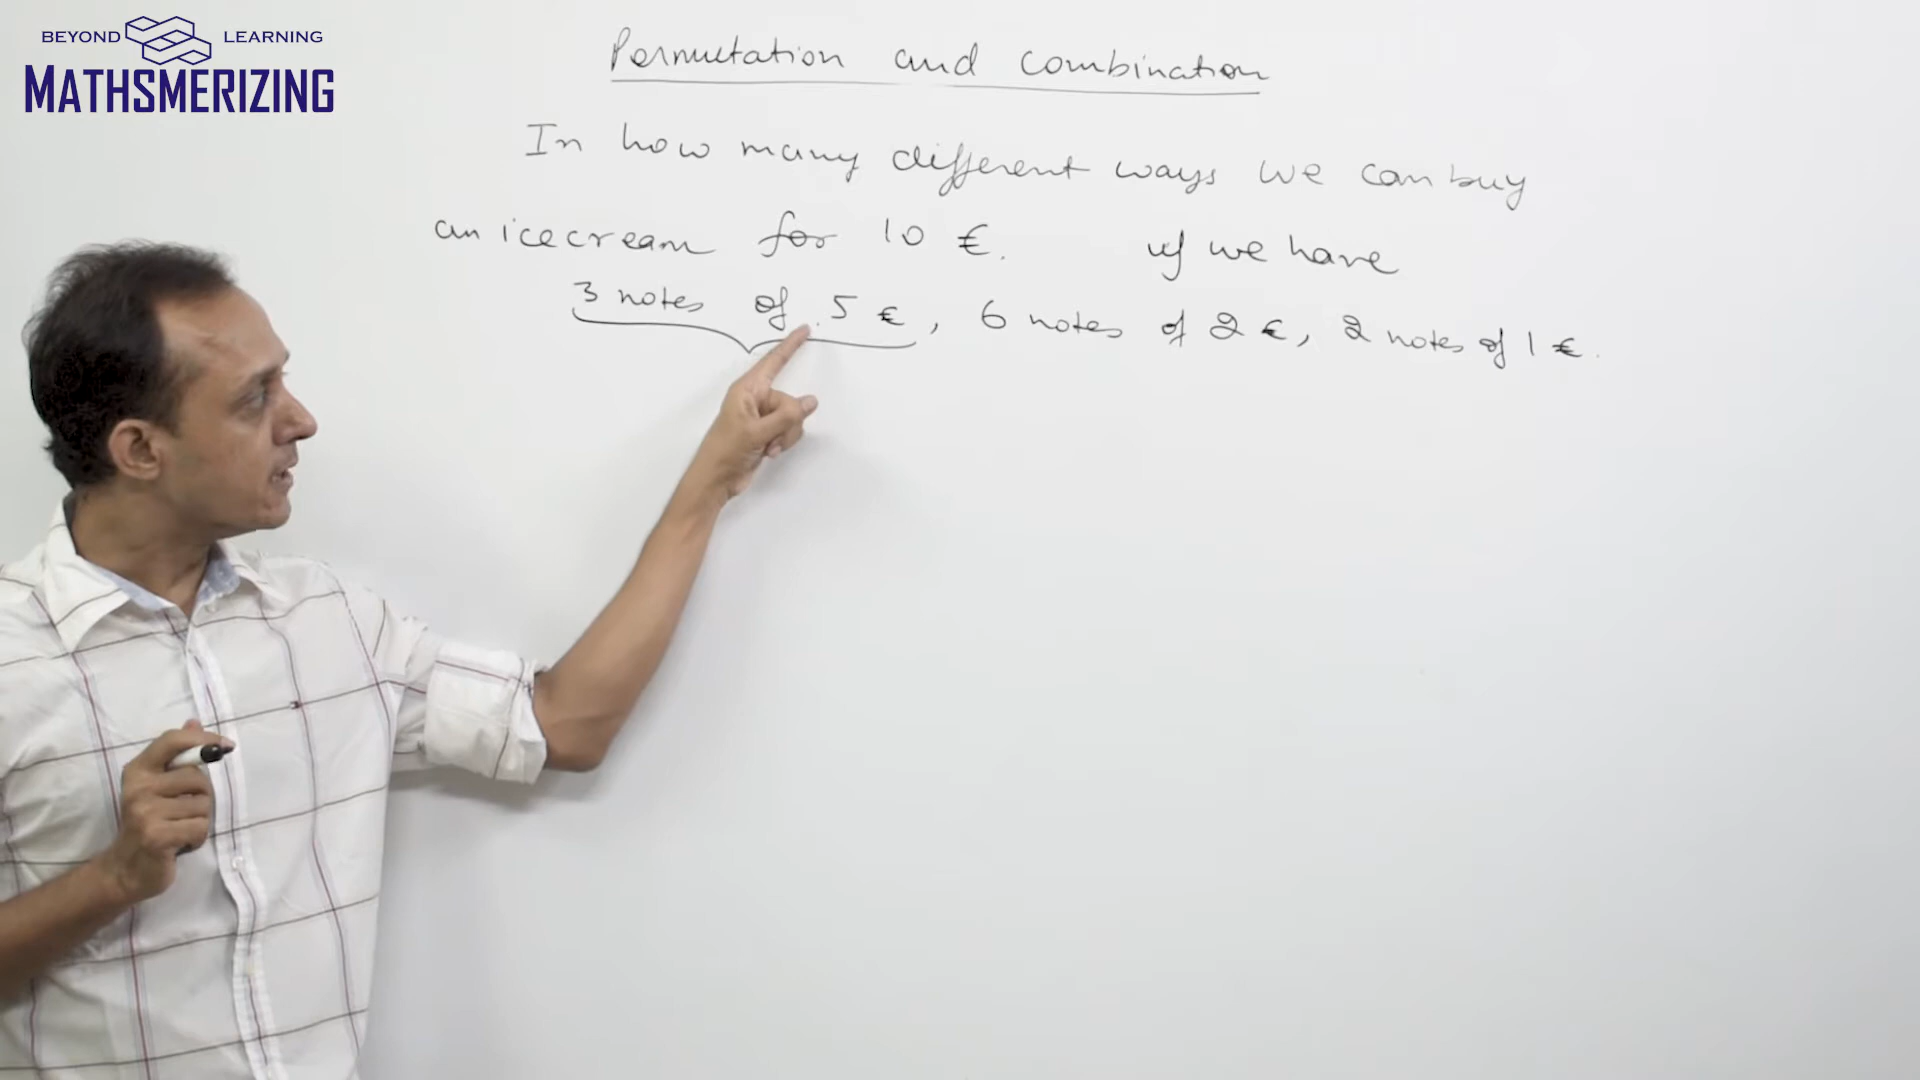 BEYOND LEARNING
MATHSMERIZING
Permutation and combination
In how many different ways we can buy
an icecream for 10 €. if we have
3 notes of 5 €, 6 notes of 2 €, 2 notes of 1 €.